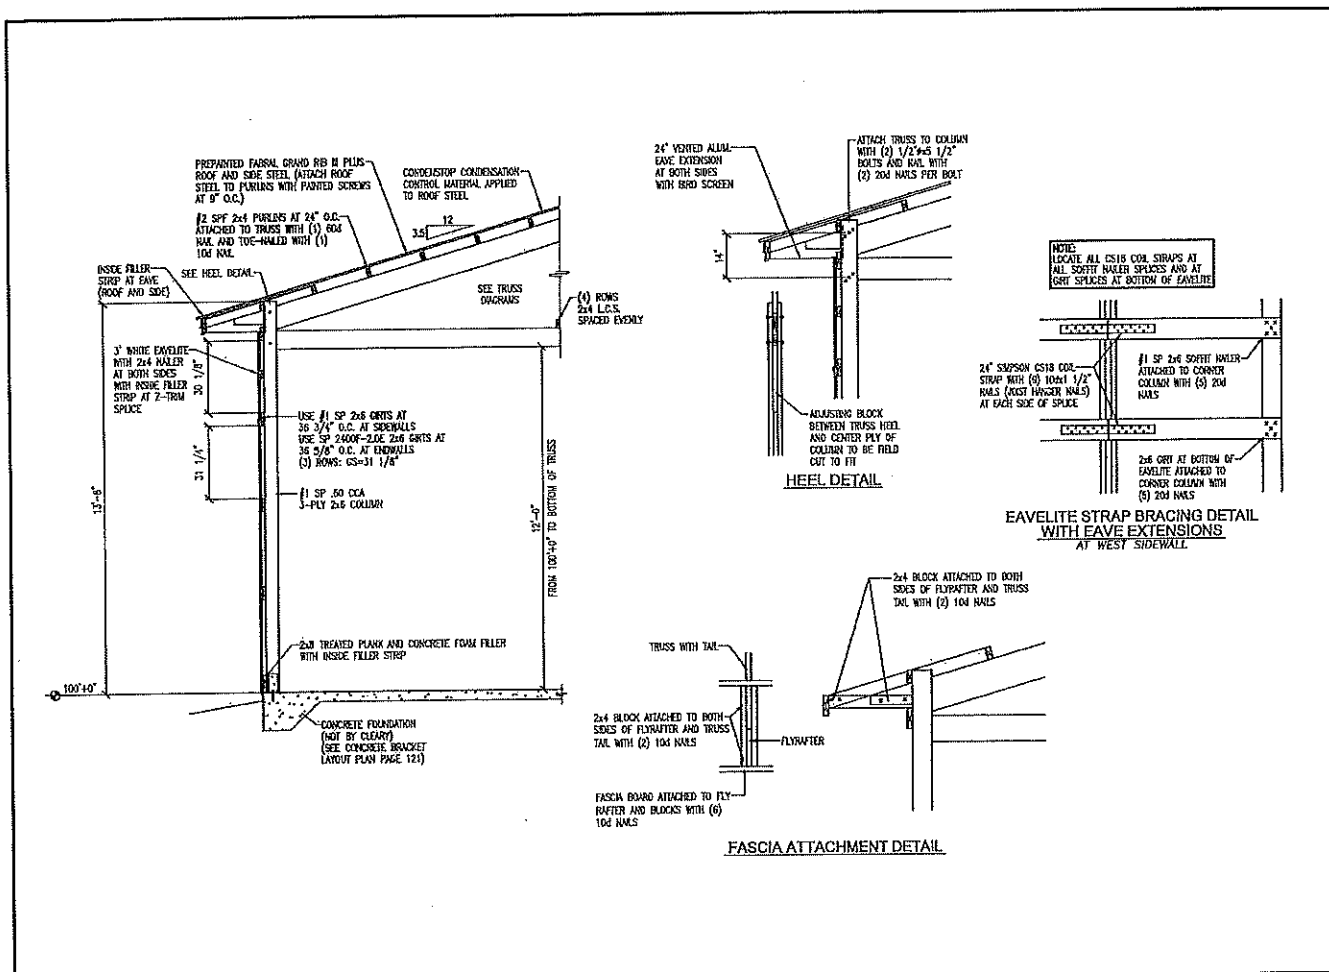 PREPAINTED FABRAL GRAND RIB III PLUS
ROOF AND SIDE STEEL (ATTACH ROOF
STEEL TO PURLINS WITH PAINTED SCREWS
AT 9" O.C.)
CONDENSTOP CONDENSATION
CONTROL MATERIAL APPLIED
TO ROOF STEEL
#2 SPF 2x4 PURLINS AT 24" O.C.
ATTACHED TO TRUSS WITH (1) 60d
NAIL AND TOE-NAILED WITH (1)
10d NAIL
12
3.5
INSIDE FILLER
STRIP AT EAVE
(ROOF AND SIDE)
SEE HEEL DETAIL
SEE TRUSS
DIAGRAMS
(4) ROWS
2x4 L.C.S.
SPACED EVENLY
3' WHITE EAVELITE
WITH 2x4 NAILER
AT BOTH SIDES
WITH INSIDE FILLER
STRIP AT Z-TRIM
SPLICE
30 1/8"
USE #1 SP 2x6 GIRTS AT
36 3/4" O.C. AT SIDEWALLS
USE SP 2400F-2.0E 2x6 GIRTS AT
36 5/8" O.C. AT ENDWALLS
(3) ROWS: GS=31 1/8"
31 1/4"
13'-6"
#1 SP .60 CCA
3-PLY 2x6 COLUMN
12'-0"
FROM 100'+0" TO BOTTOM OF TRUSS
2x8 TREATED PLANK AND CONCRETE FOAM FILLER
WITH INSIDE FILLER STRIP
100'+0"
CONCRETE FOUNDATION
(NOT BY CLEARY)
(SEE CONCRETE BRACKET
LAYOUT PLAN PAGE 121)
24" VENTED ALUM.
EAVE EXTENSION
AT BOTH SIDES
WITH BIRD SCREEN
ATTACH TRUSS TO COLUMN
WITH (2) 1/2"øx5 1/2"
BOLTS AND NAIL WITH
(2) 20d NAILS PER BOLT
14"
ADJUSTING BLOCK
BETWEEN TRUSS HEEL
AND CENTER PLY OF
COLUMN TO BE FIELD
CUT TO FIT
HEEL DETAIL
NOTE:
LOCATE ALL CS18 COIL STRAPS AT
ALL SOFFIT NAILER SPLICES AND AT
GIRT SPLICES AT BOTTOM OF EAVELITE
24" SIMPSON CS18 COIL
STRAP WITH (9) 10dx1 1/2"
NAILS (JOIST HANGER NAILS)
AT EACH SIDE OF SPLICE
#1 SP 2x6 SOFFIT NAILER
ATTACHED TO CORNER
COLUMN WITH (5) 20d
NAILS
2x6 GIRT AT BOTTOM OF
EAVELITE ATTACHED TO
CORNER COLUMN WITH
(5) 20d NAILS
EAVELITE STRAP BRACING DETAIL
WITH EAVE EXTENSIONS
AT WEST SIDEWALL
2x4 BLOCK ATTACHED TO BOTH
SIDES OF FLYRAFTER AND TRUSS
TAIL WITH (2) 10d NAILS
TRUSS WITH TAIL
2x4 BLOCK ATTACHED TO BOTH
SIDES OF FLYRAFTER AND TRUSS
TAIL WITH (2) 10d NAILS
FLYRAFTER
FASCIA BOARD ATTACHED TO FLY
RAFTER AND BLOCKS WITH (6)
10d NAILS
FASCIA ATTACHMENT DETAIL